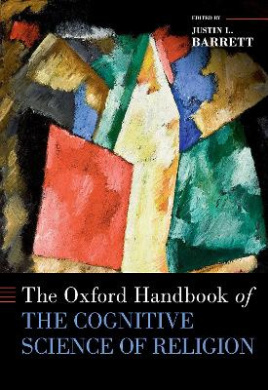 EDITED BY
JUSTIN L.
BARRETT
The Oxford Handbook of
THE COGNITIVE
SCIENCE OF RELIGION